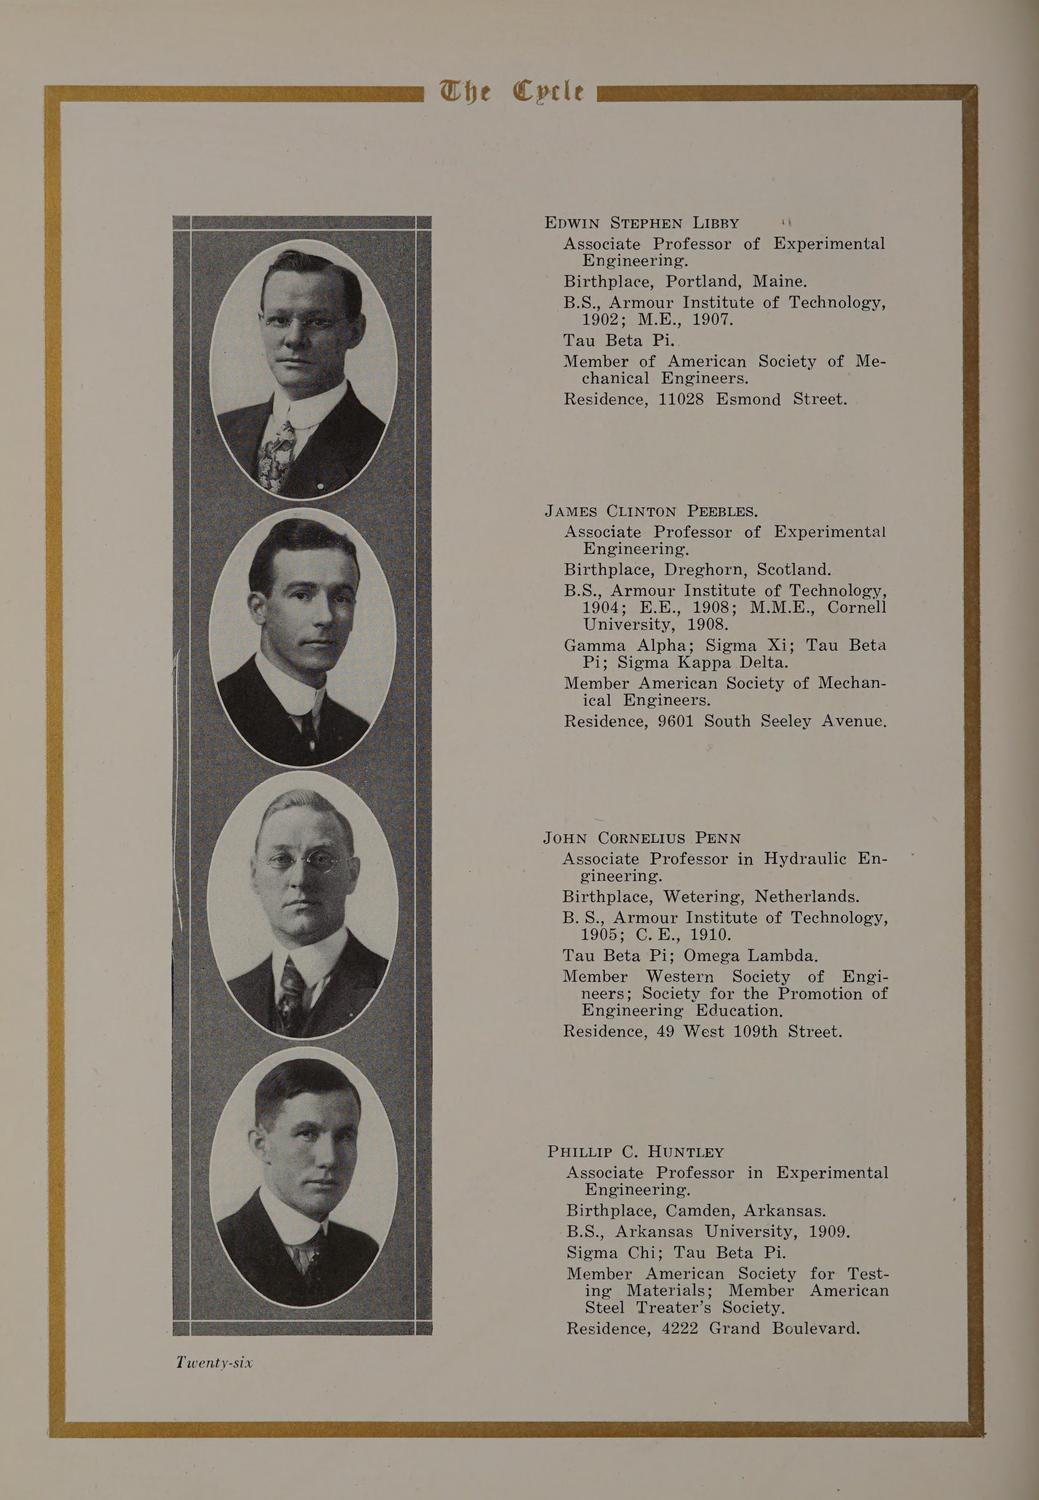 The Cycle
EDWIN STEPHEN LIBBY
Associate Professor of Experimental
Engineering.
Birthplace, Portland, Maine.
B.S., Armour Institute of Technology,
1902; M.E., 1907.
Tau Beta Pi.
Member of American Society of Me-
chanical Engineers.
Residence, 11028 Esmond Street.
JAMES CLINTON PEEBLES.
Associate Professor of Experimental
Engineering.
Birthplace, Dreghorn, Scotland.
B.S., Armour Institute of Technology,
1904; E.E., 1908; M.M.E., Cornell
University, 1908.
Gamma Alpha; Sigma Xi; Tau Beta
Pi; Sigma Kappa Delta.
Member American Society of Mechan-
ical Engineers.
Residence, 9601 South Seeley Avenue.
JOHN CORNELIUS PENN
Associate Professor in Hydraulic En-
gineering.
Birthplace, Wetering, Netherlands.
B. S., Armour Institute of Technology,
1905; C. E., 1910.
Tau Beta Pi; Omega Lambda.
Member Western Society of Engi-
neers; Society for the Promotion of
Engineering Education.
Residence, 49 West 109th Street.
PHILLIP C. HUNTLEY
Associate Professor in Experimental
Engineering.
Birthplace, Camden, Arkansas.
B.S., Arkansas University, 1909.
Sigma Chi; Tau Beta Pi.
Member American Society for Test-
ing Materials; Member American
Steel Treater's Society.
Residence, 4222 Grand Boulevard.
Twenty-six